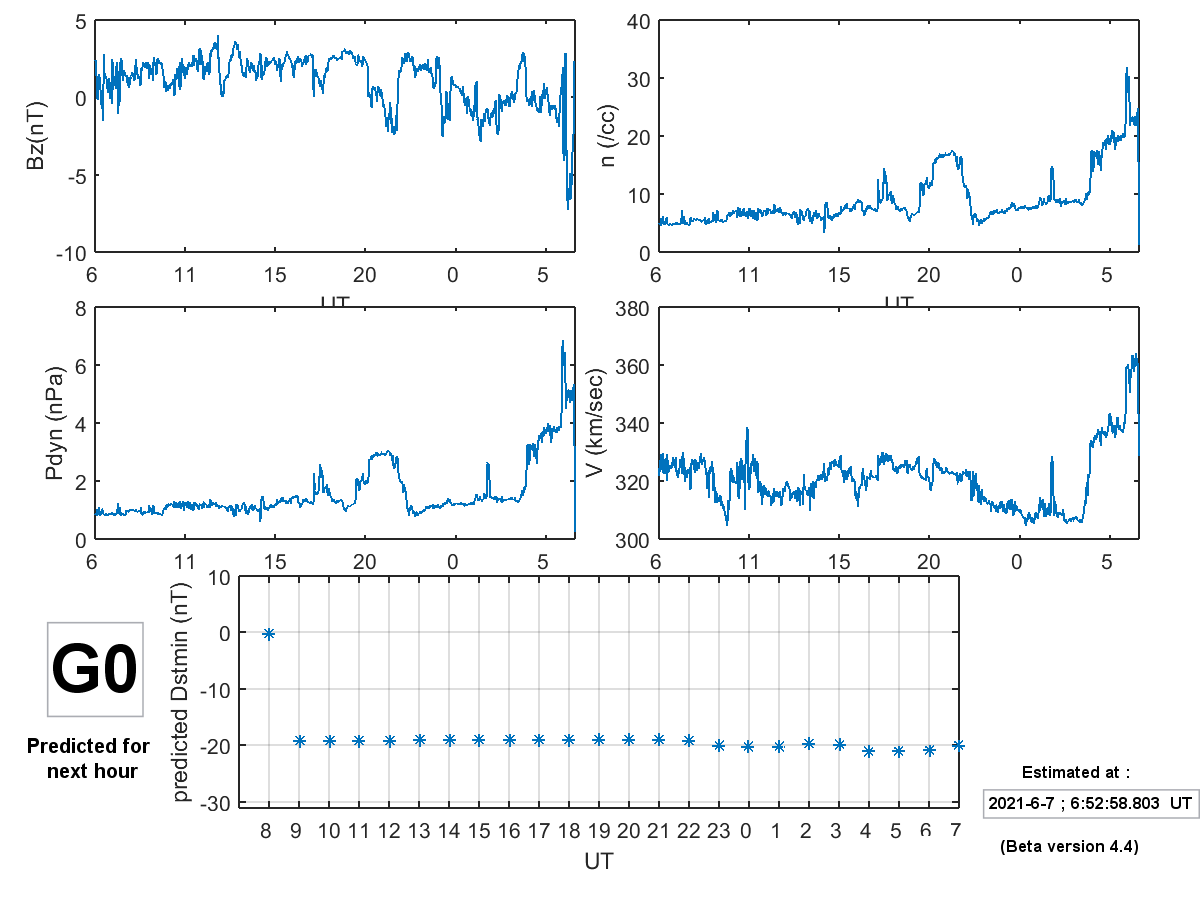 5
0
-5
-10
Bz(nT)
6 11 15 20 0 5
UT
40
30
20
10
0
n (/cc)
6 11 15 20 0 5
UT
8
6
4
2
0
Pdyn (nPa)
6 11 15 20 0 5
380
360
340
320
300
V (km/sec)
6 11 15 20 0 5
10
0
-10
-20
-30
predicted Dstmin (nT)
8 9 10 11 12 13 14 15 16 17 18 19 20 21 22 23 0 1 2 3 4 5 6 7
UT
G0
Predicted for
next hour
Estimated at :
2021-6-7 ; 6:52:58.803 UT
(Beta version 4.4)